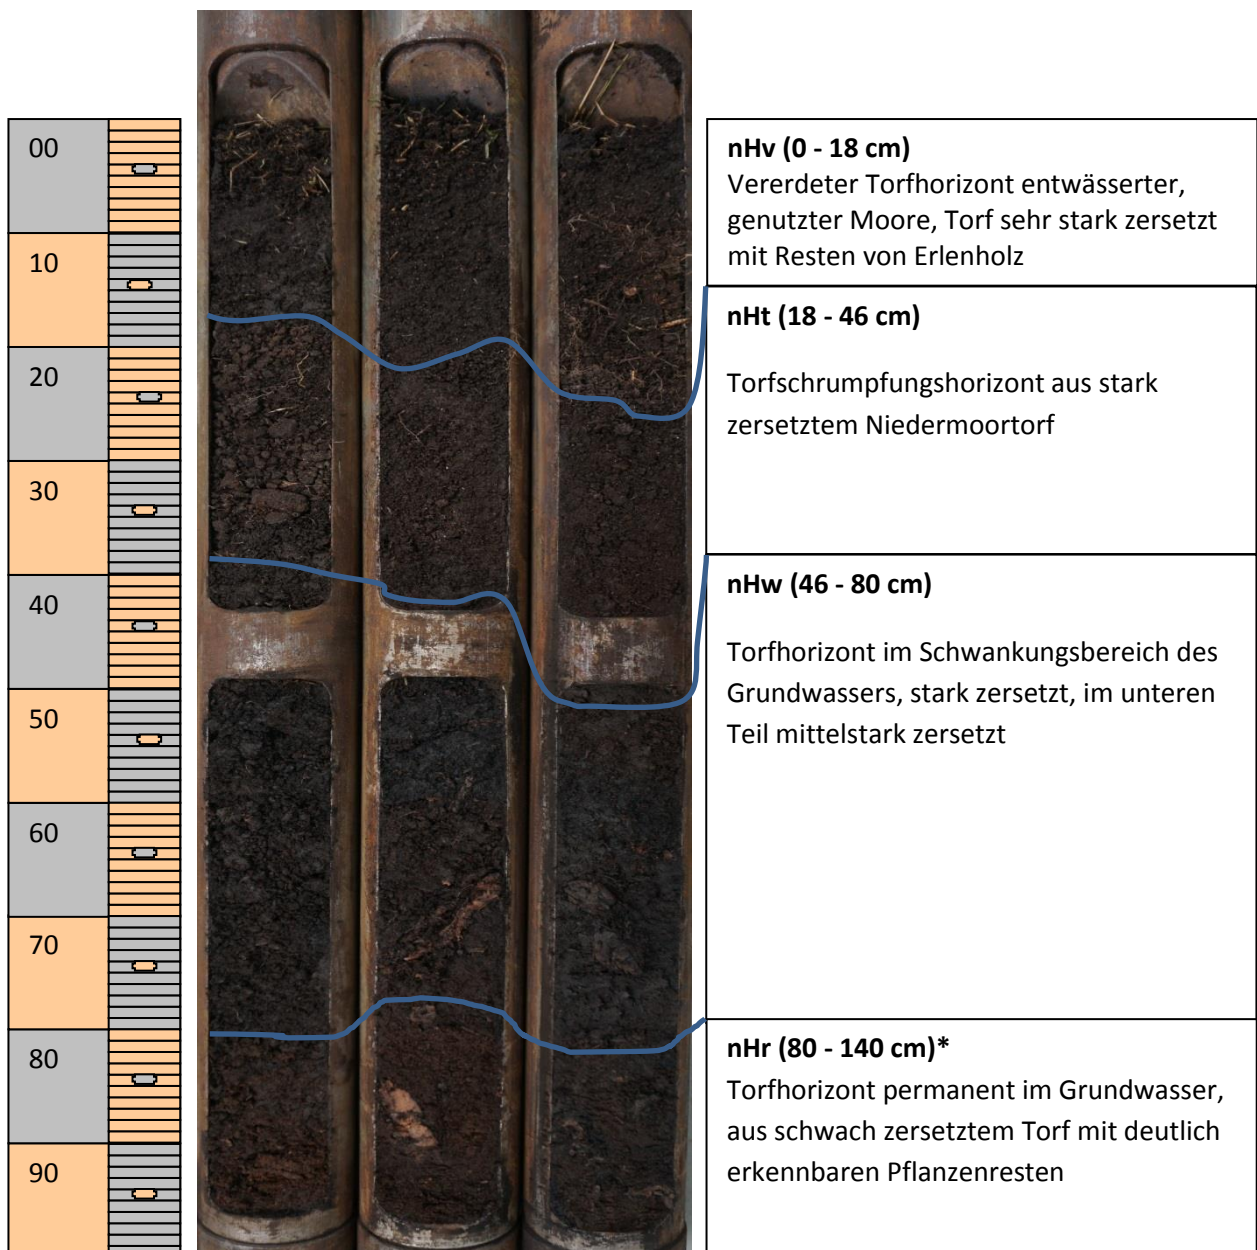 00
10
20
30
40
50
60
70
80
90
nHv (0 - 18 cm)
Vererdeter Torfhorizont entwässerter,
genutzter Moore, Torf sehr stark zersetzt
mit Resten von Erlenholz
nHt (18 - 46 cm)
Torfschrumpfungshorizont aus stark
zersetztem Niedermoortorf
nHw (46 - 80 cm)
Torfhorizont im Schwankungsbereich des
Grundwassers, stark zersetzt, im unteren
Teil mittelstark zersetzt
nHr (80 - 140 cm)*
Torfhorizont permanent im Grundwasser,
aus schwach zersetztem Torf mit deutlich
erkennbaren Pflanzenresten